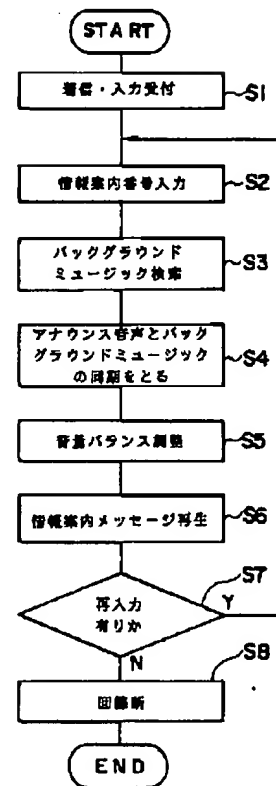 START
着信・入力受付
S1
情報案内番号入力
S2
バックグラウンド
ミュージック検索
S3
アナウンス音声とバック
グラウンドミュージック
の同期をとる
S4
音量バランス調整
S5
情報案内メッセージ再生
S6
S7
再入力
有りか
Y
N
S8
回線断
END